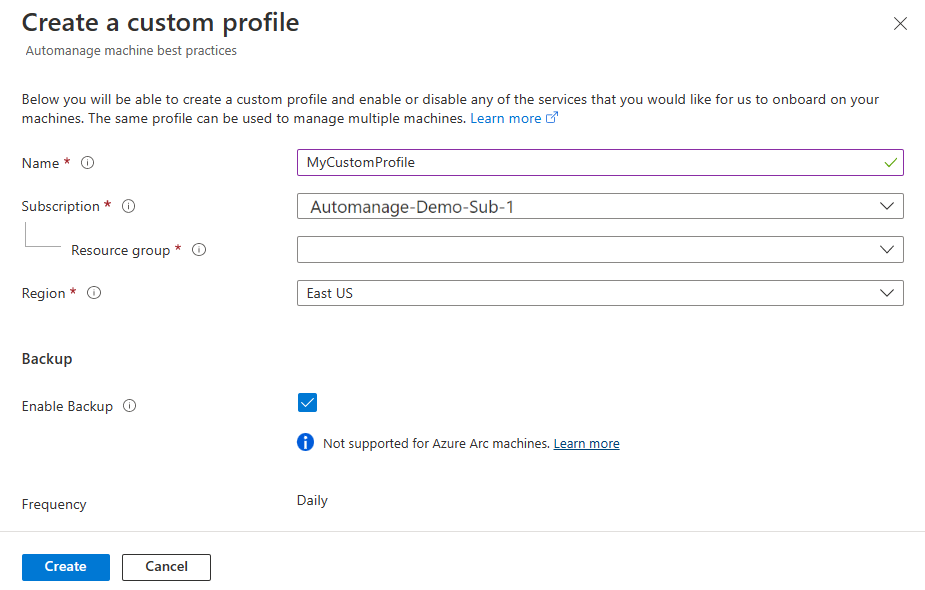 Create a custom profile
Automanage machine best practices
Below you will be able to create a custom profile and enable or disable any of the services that you would like for us to onboard on your
machines. The same profile can be used to manage multiple machines. Learn more
Name *
MyCustomProfile
Subscription *
Automanage-Demo-Sub-1
Resource group *
Region *
East US
Backup
Enable Backup
Not supported for Azure Arc machines. Learn more
Frequency
Daily
Create
Cancel